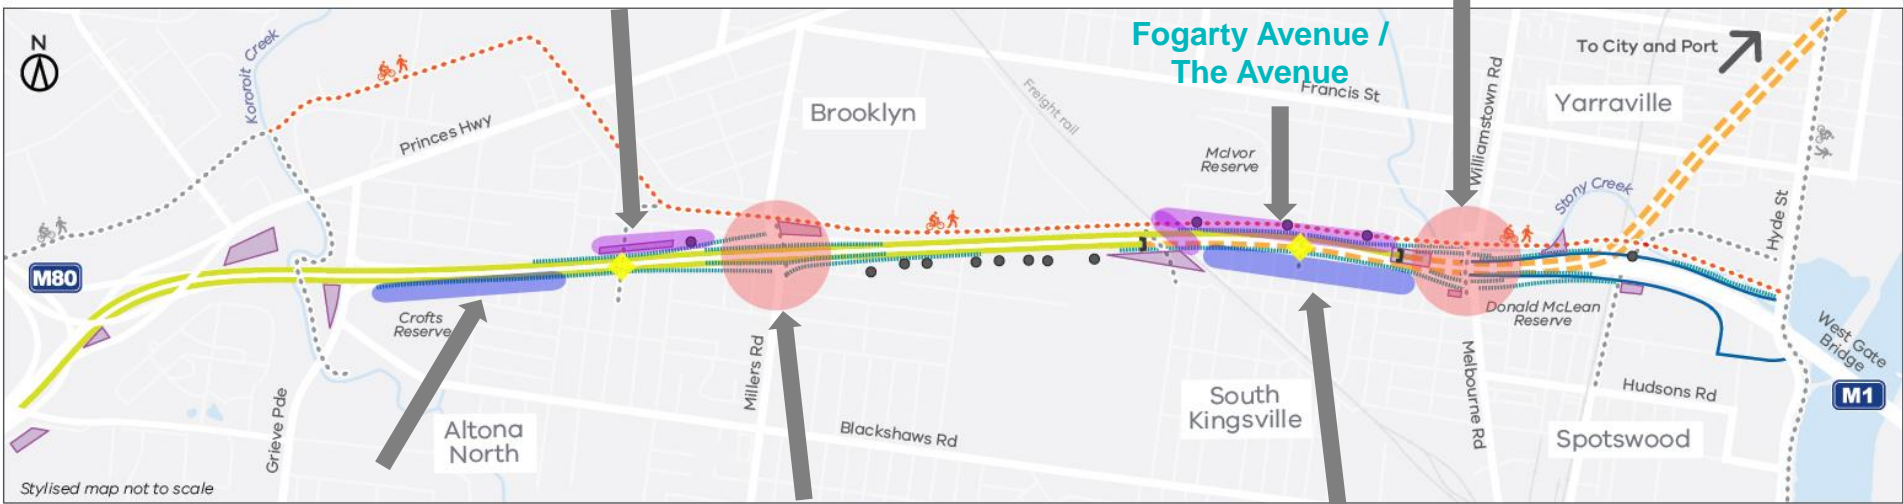 N
Kororoit Creek
Princes Hwy
Brooklyn
Freight rail
Fogarty Avenue /
The Avenue
Francis St
Williamstown Rd
To City and Port
Yarraville
McIvor
Reserve
Stony Creek
Hyde St
M80
Crofts
Reserve
Donald McLean
Reserve
West Gate
Bridge
M1
Grieve Pde
Millers Rd
Melbourne Rd
Hudsons Rd
Altona
North
Blackshaws Rd
South
Kingsville
Spotswood
Stylised map not to scale